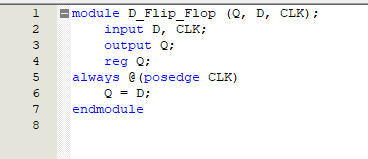 1 module D_Flip_Flop (Q, D, CLK);
2 input D, CLK;
3 output Q;
4 reg Q;
5 always @(posedge CLK)
6 Q = D;
7 endmodule
8